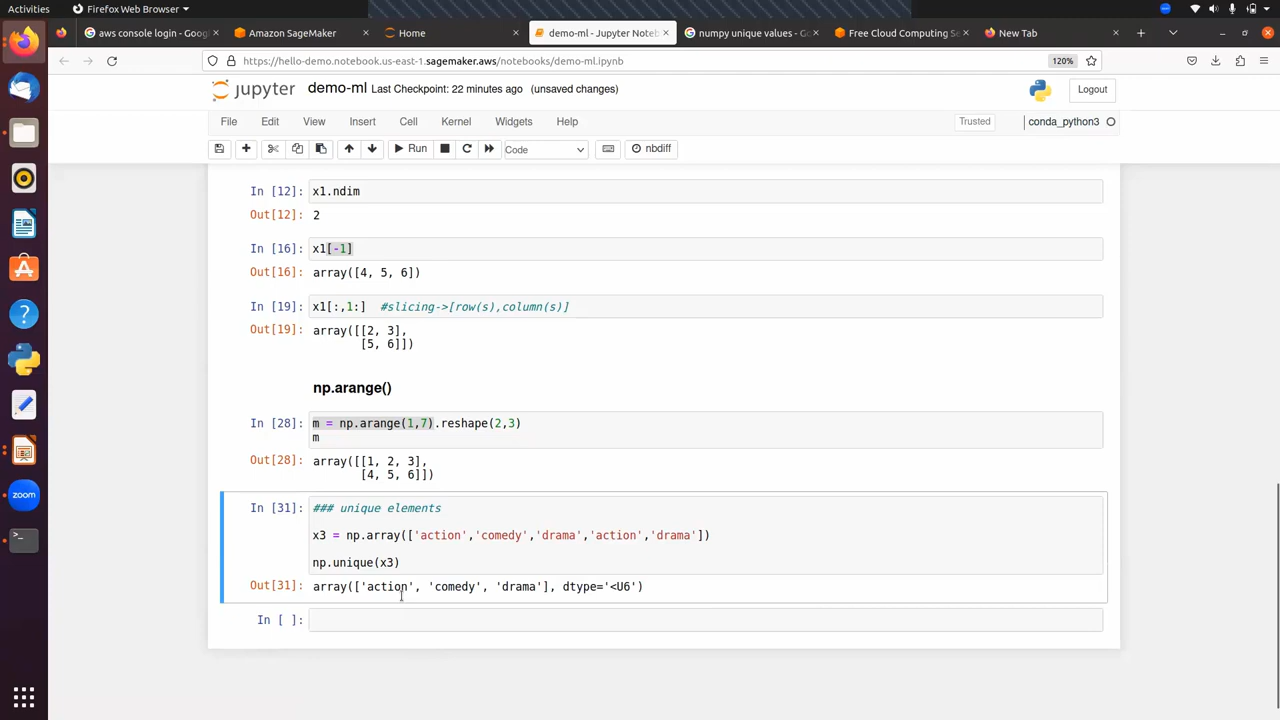 Activities
Firefox Web Browser
aws console login - Googl
Amazon SageMaker
Home
demo-ml - Jupyter Noteb
numpy unique values - Go
Free Cloud Computing Se
New Tab
https://hello-demo.notebook.us-east-1.sagemaker.aws/notebooks/demo-ml.ipynb
120%
jupyter demo-ml Last Checkpoint: 22 minutes ago (unsaved changes)
Logout
File Edit View Insert Cell Kernel Widgets Help
Trusted
conda_python3
Run
Code
nbdiff
In [12]: x1.ndim
Out[12]: 2
In [16]: x1[-1]
Out[16]: array([4, 5, 6])
In [19]: x1[:,1:]  #slicing->[row(s),column(s)]
Out[19]: array([[2, 3],
[5, 6]])
np.arange()
In [28]: m = np.arange(1,7).reshape(2,3)
m
Out[28]: array([[1, 2, 3],
[4, 5, 6]])
In [31]: ### unique elements
x3 = np.array(['action','comedy','drama','action','drama'])
np.unique(x3)
Out[31]: array(['action', 'comedy', 'drama'], dtype='<U6')
In [ ]:
zoom